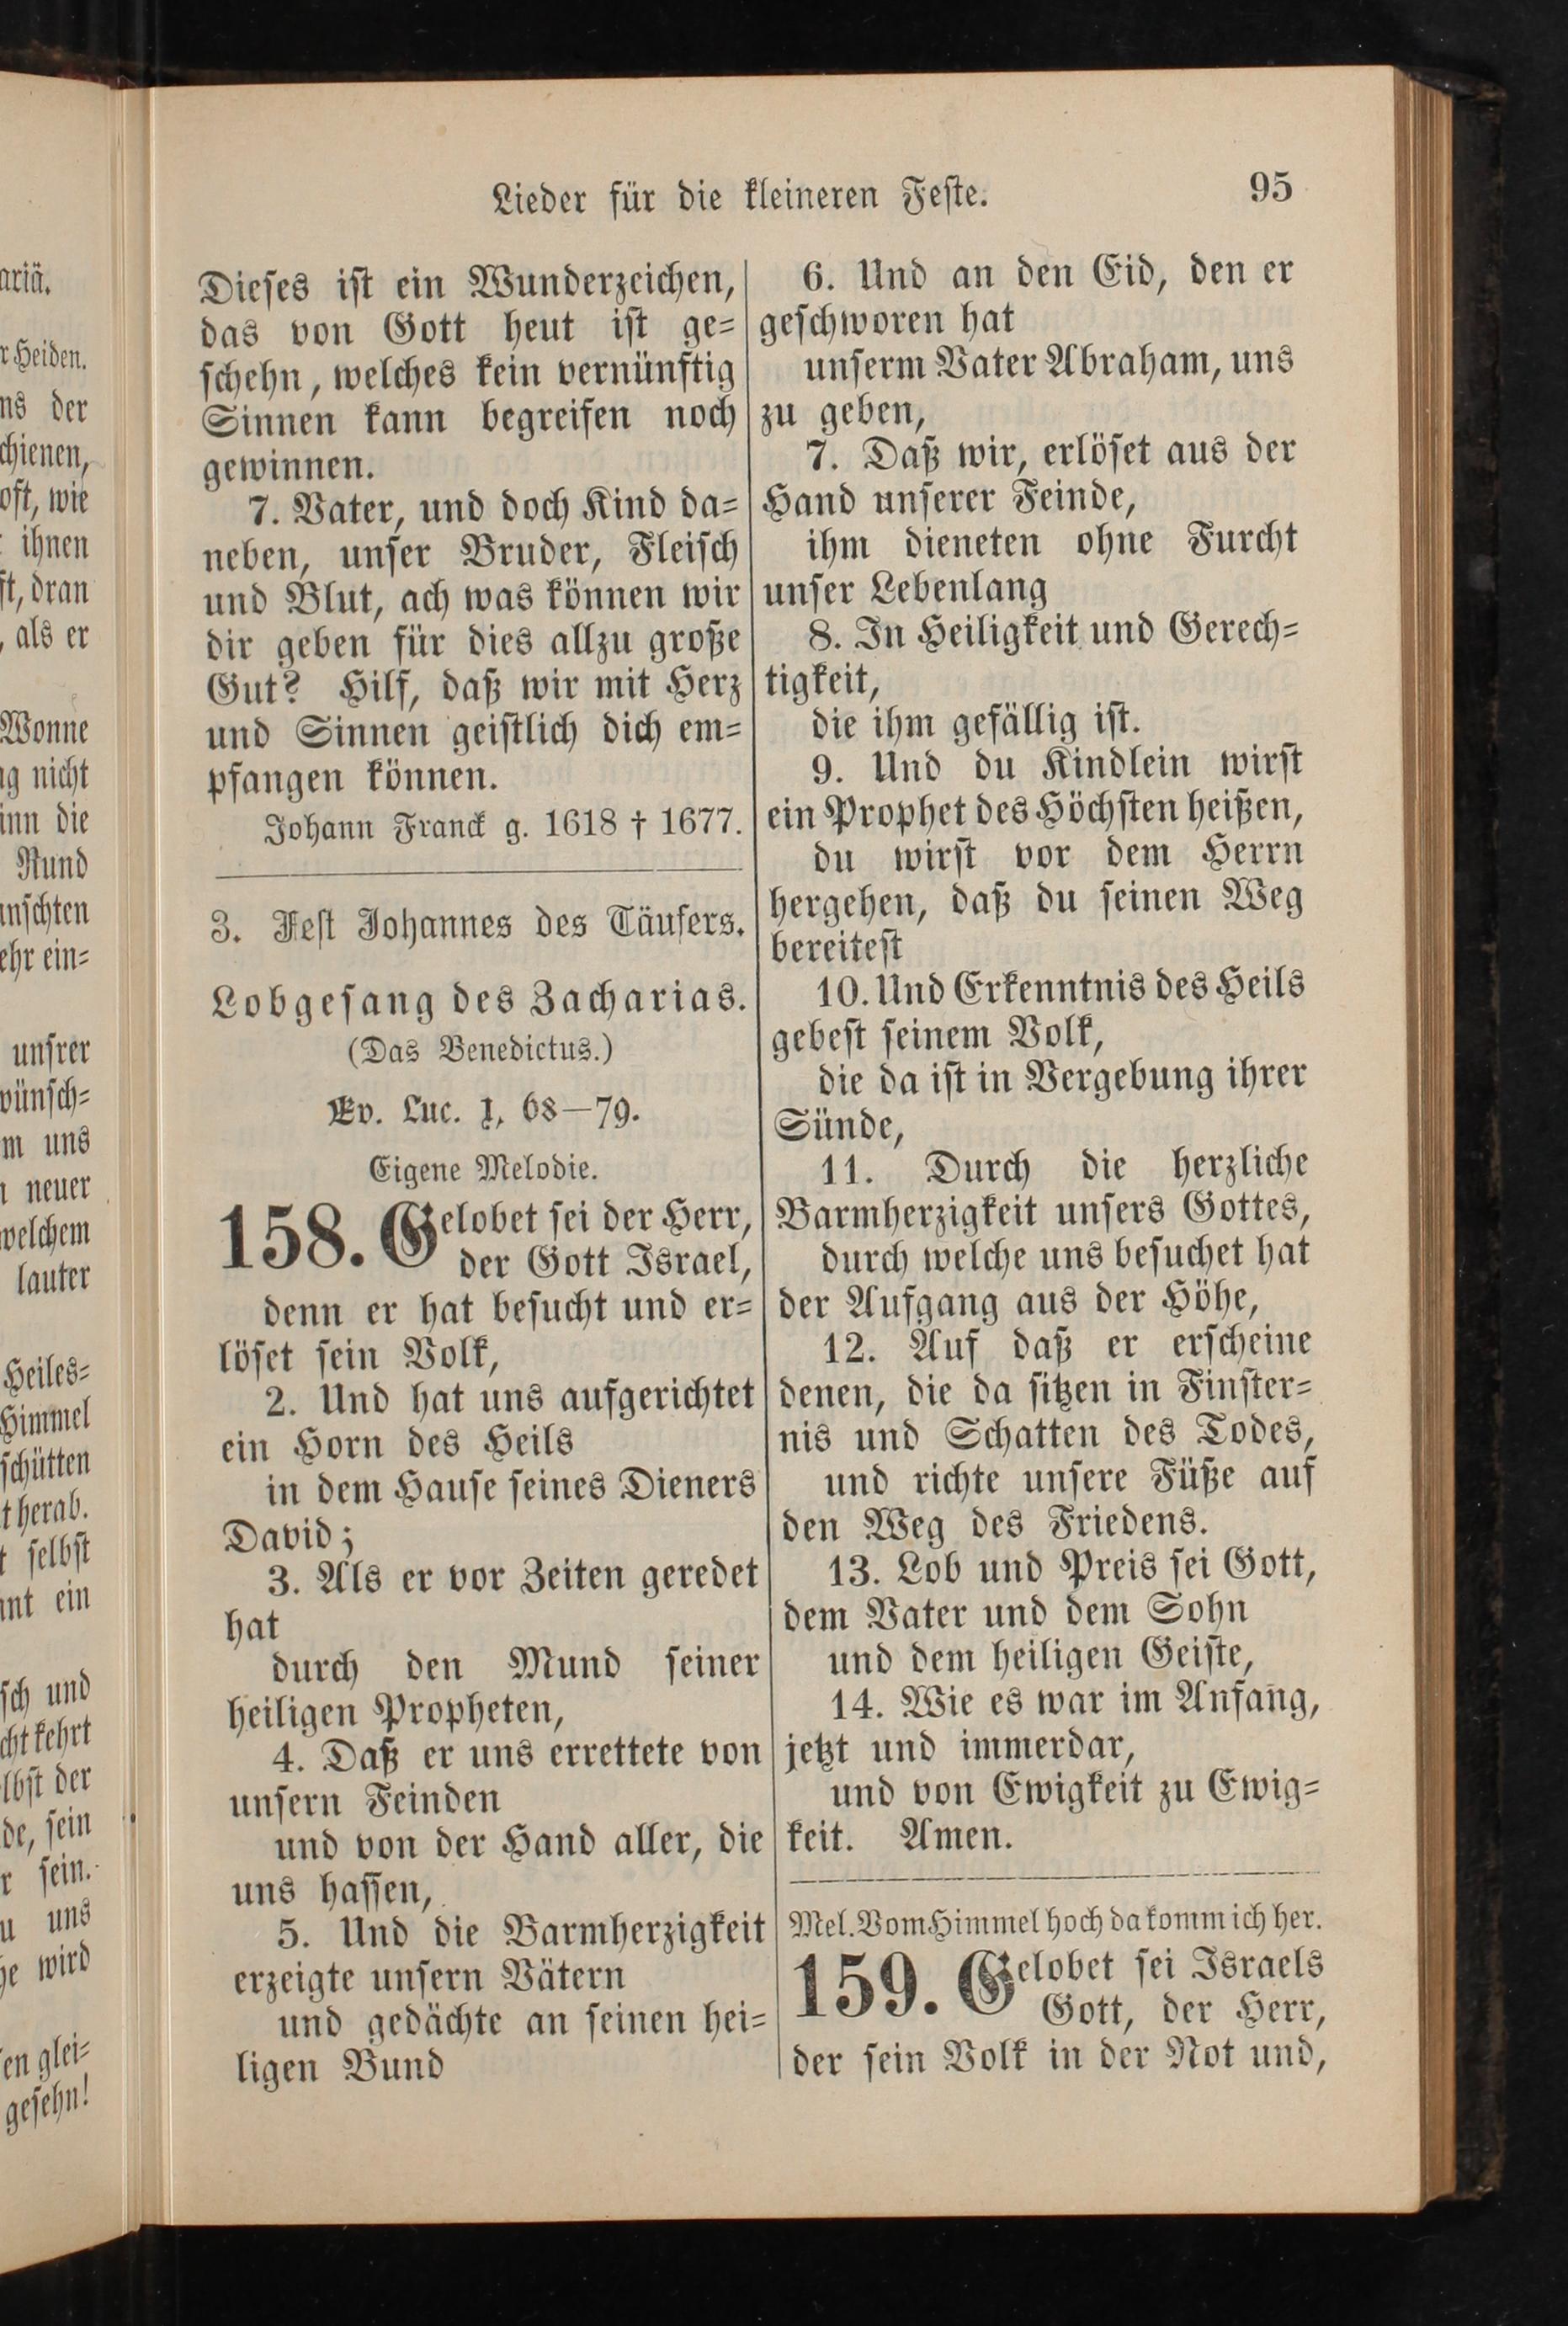 Lieder für die kleineren Feste.
95
Dieses ist ein Wunderzeichen,
das von Gott heut ist ge=
schehn, welches kein vernünftig
Sinnen kann begreifen noch
gewinnen.
7. Vater, und doch Kind da=
neben, unser Bruder, Fleisch
und Blut, ach was können wir
dir geben für dies allzu große
Gut? Hilf, daß wir mit Herz
und Sinnen geistlich dich em=
pfangen können.
Johann Franck g. 1618 † 1677.
3. Fest Johannes des Täufers.
Lobgesang des Zacharias.
(Das Benedictus.)
Ev. Luc. 1, 68—79.
Eigene Melodie.
158. Gelobet sei der Herr,
der Gott Israel,
denn er hat besucht und er=
löset sein Volk,
2. Und hat uns aufgerichtet
ein Horn des Heils
in dem Hause seines Dieners
David;
3. Als er vor Zeiten geredet
hat
durch den Mund seiner
heiligen Propheten,
4. Daß er uns errettete von
unsern Feinden
und von der Hand aller, die
uns hassen,
5. Und die Barmherzigkeit
erzeigte unsern Vätern
und gedächte an seinen hei=
ligen Bund
6. Und an den Eid, den er
geschworen hat
unserm Vater Abraham, uns
zu geben,
7. Daß wir, erlöset aus der
Hand unserer Feinde,
ihm dieneten ohne Furcht
unser Lebenlang
8. In Heiligkeit und Gerech=
tigkeit,
die ihm gefällig ist.
9. Und du Kindlein wirst
ein Prophet des Höchsten heißen,
du wirst vor dem Herrn
hergehen, daß du seinen Weg
bereitest
10. Und Erkenntnis des Heils
gebest seinem Volk,
die da ist in Vergebung ihrer
Sünde,
11. Durch die herzliche
Barmherzigkeit unsers Gottes,
durch welche uns besuchet hat
der Aufgang aus der Höhe,
12. Auf daß er erscheine
denen, die da sitzen in Finster=
nis und Schatten des Todes,
und richte unsere Füße auf
den Weg des Friedens.
13. Lob und Preis sei Gott,
dem Vater und dem Sohn
und dem heiligen Geiste,
14. Wie es war im Anfang,
jetzt und immerdar,
und von Ewigkeit zu Ewig=
keit. Amen.
Mel. Vom Himmel hoch da komm ich her.
159. Gelobet sei Israels
Gott, der Herr,
der sein Volk in der Not und,